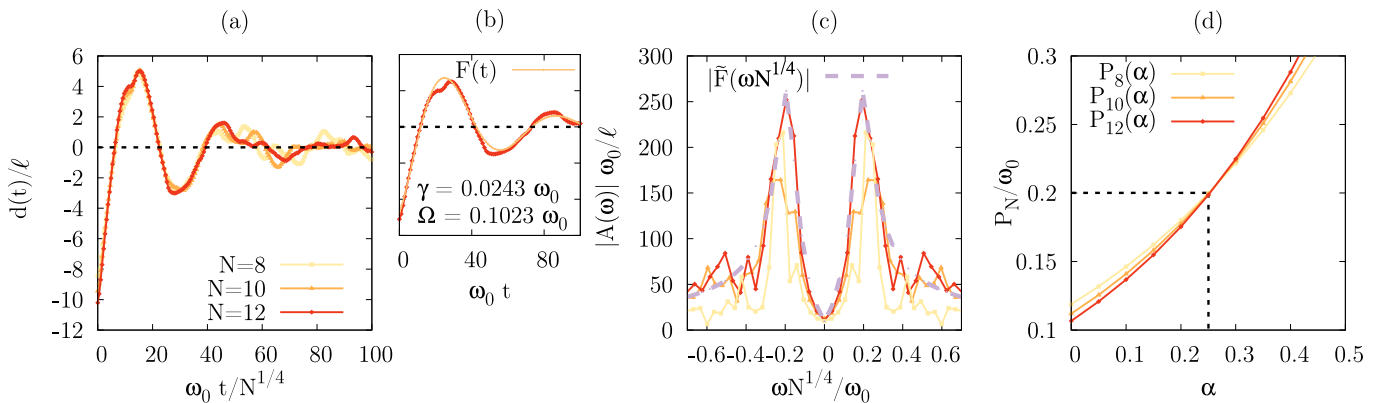 (a)
d(t)/ℓ
6
4
2
0
-2
-4
-6
-8
-10
-12
N=8
N=10
N=12
0 20 40 60 80 100
ω₀ t/N^{1/4}
(b)
F(t)
γ = 0.0243 ω₀
Ω = 0.1023 ω₀
0 40 80
ω₀ t
(c)
|A(ω)| ω₀/ℓ
300
250
200
150
100
50
0
|F̃(ωN^{1/4})|
-0.6 -0.4 -0.2 0 0.2 0.4 0.6
ωN^{1/4}/ω₀
(d)
P_N/ω₀
0.3
0.2
0.1
P₈(α)
P₁₀(α)
P₁₂(α)
0 0.1 0.2 0.3 0.4 0.5
α